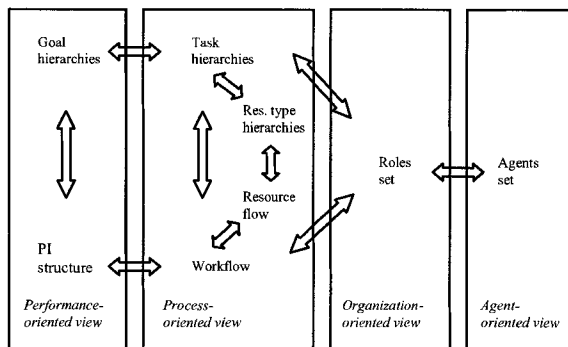 Goal
hierarchies
Task
hierarchies
Res. type
hierarchies
Resource
flow
Workflow
PI
structure
Roles
set
Agents
set
Performance-
oriented view
Process-
oriented view
Organization-
oriented view
Agent-
oriented view